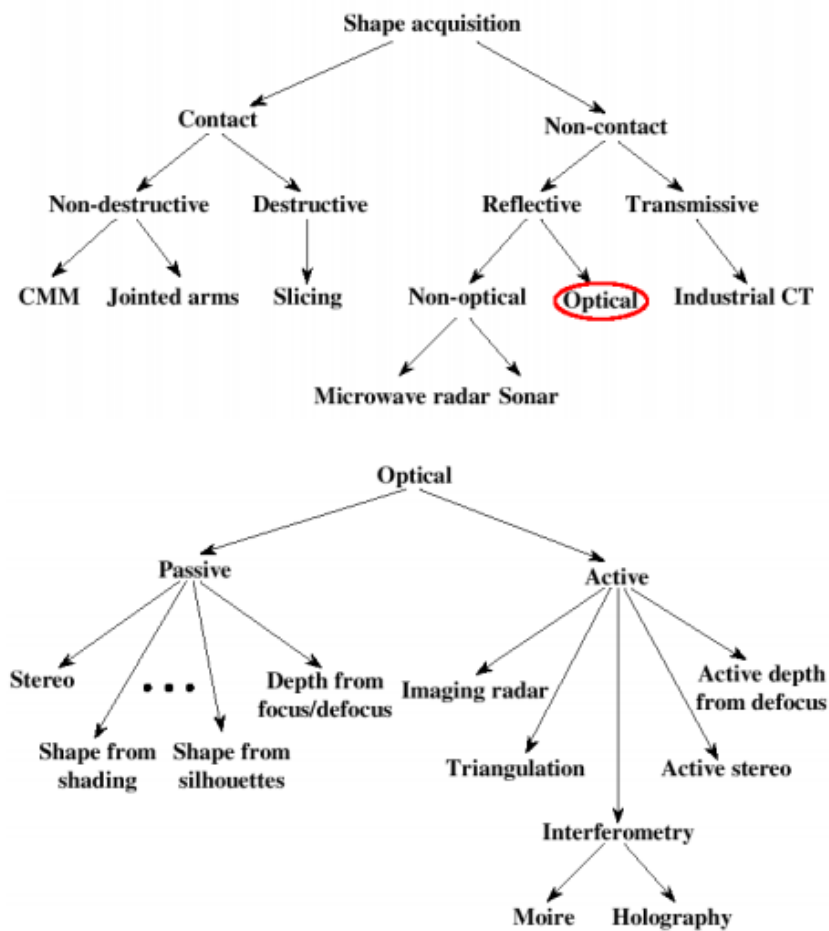 Shape acquisition
Contact
Non-contact
Non-destructive
Destructive
Reflective
Transmissive
CMM
Jointed arms
Slicing
Non-optical
Optical
Industrial CT
Microwave radar
Sonar
Optical
Passive
Active
Stereo
• • •
Depth from
focus/defocus
Imaging radar
Active depth
from defocus
Shape from
shading
Shape from
silhouettes
Triangulation
Active stereo
Interferometry
Moire
Holography